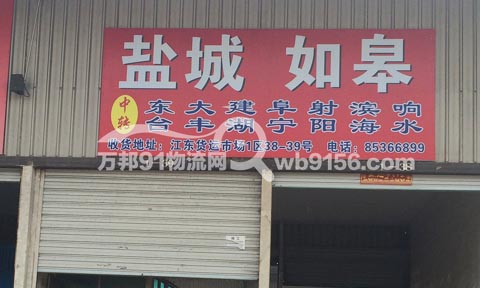 盐城 如皋
中转
东大建阜射滨响
台丰湖宁阳海水
收货地址:江东货运市场1区38-39号 电话:85366899
万邦91物流网 wb9156.com